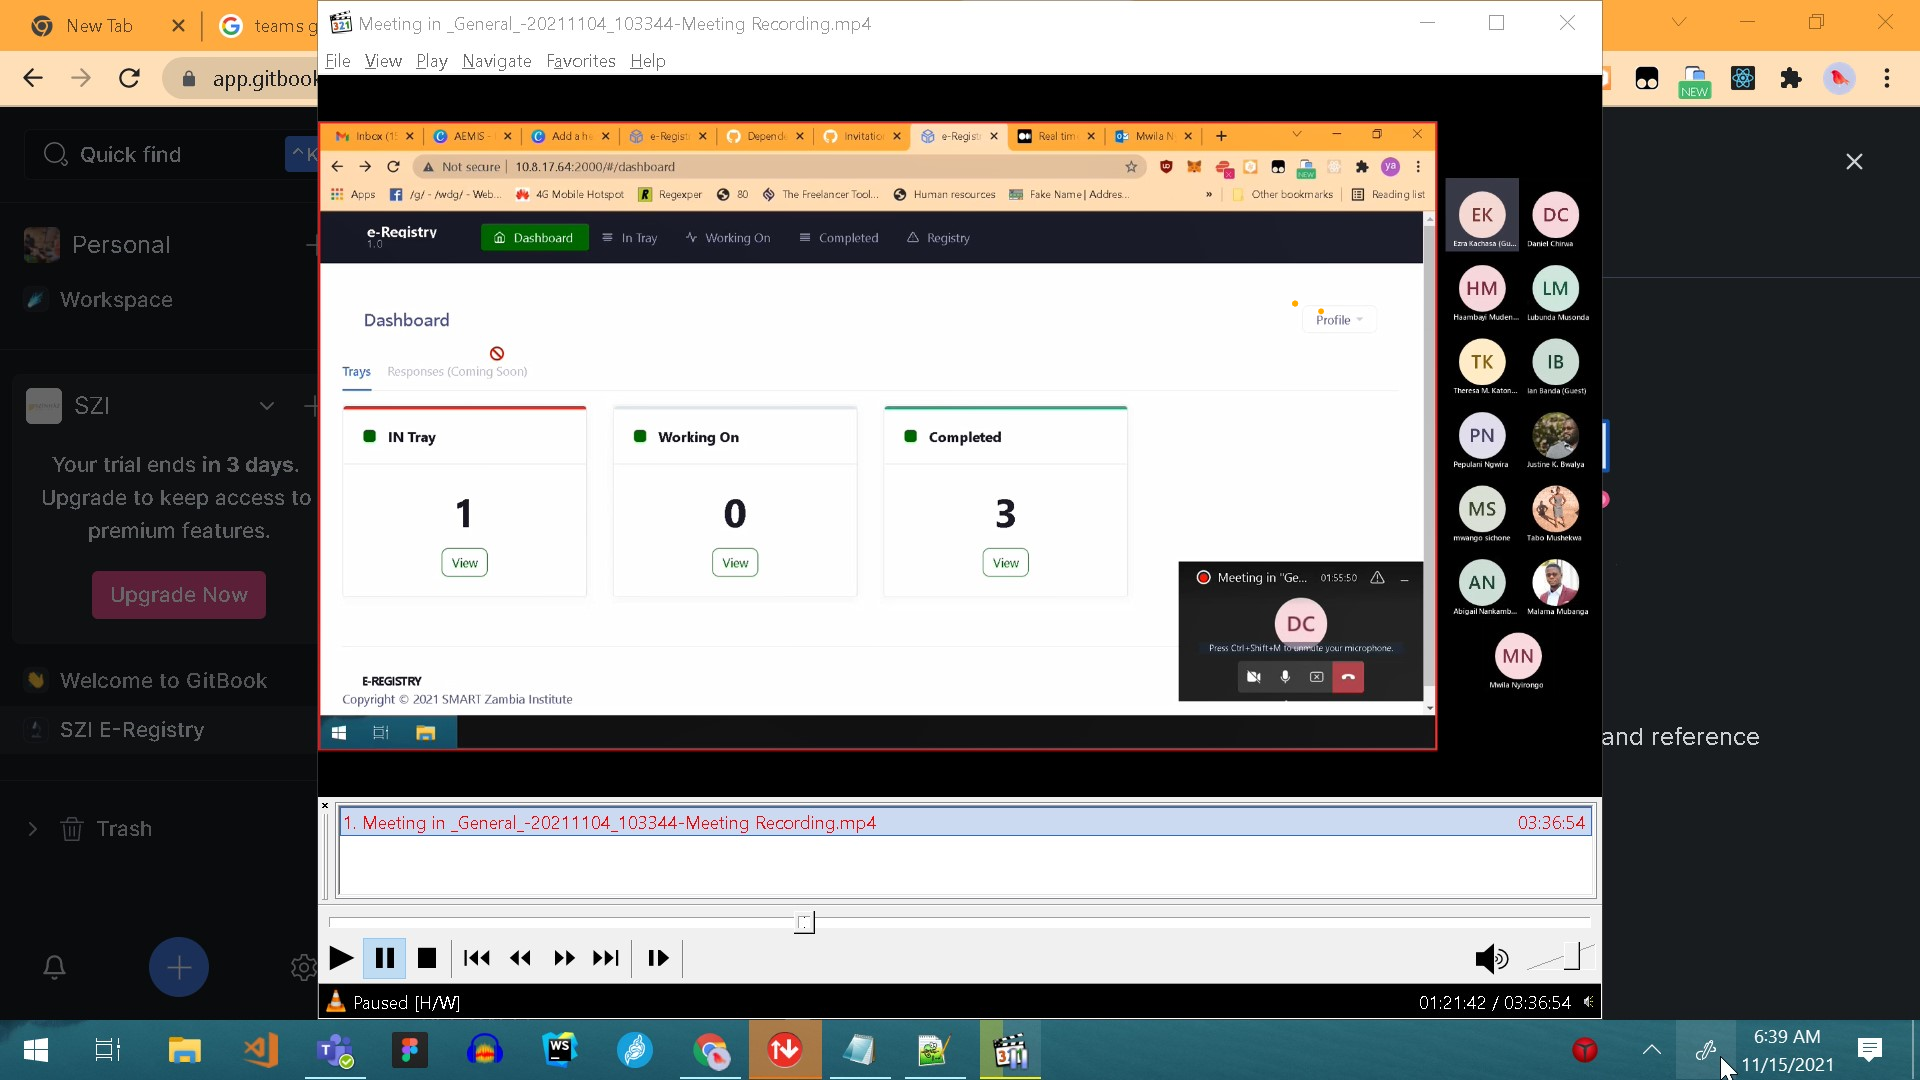 New Tab
teams g
app.gitbook
NEW
Quick find
^K
Personal
Workspace
SZI
Your trial ends in 3 days.
Upgrade to keep access to
premium features.
Upgrade Now
Welcome to GitBook
SZI E-Registry
Trash
and reference
Meeting in _General_-20211104_103344-Meeting Recording.mp4
File View Play Navigate Favorites Help
Inbox (1
AEMIS -
Add a he
e-Regist
Depend
Invitatio
e-Regist
Real tim
Mwila N
Not secure 10.8.17.64:2000/#/dashboard
NEW
ya
Apps
/g/ - /wdg/ - Web...
4G Mobile Hotspot
Regexper
80
The Freelancer Tool...
Human resources
Fake Name | Addres...
»
Other bookmarks
Reading list
e-Registry
1.0
Dashboard
In Tray
Working On
Completed
Registry
Dashboard
Profile
Trays
Responses (Coming Soon)
IN Tray
Working On
Completed
1
0
3
View
View
View
Meeting in "Ge... 01:55:50
DC
Press Ctrl+Shift+M to unmute your microphone.
E-REGISTRY
Copyright © 2021 SMART Zambia Institute
EK
DC
Ezra Kachasa (Gu...
Daniel Chirwa
HM
LM
Haambayi Muden...
Lubunda Musonda
TK
IB
Theresa M. Katon...
Ian Banda (Guest)
PN
Pepulani Ngwira
Justine K. Bwalya
MS
mwango sichone
Tabo Mushekwa
AN
Abigail Nankamb...
Malama Mubanga
MN
Mwila Nyirongo
1. Meeting in _General_-20211104_103344-Meeting Recording.mp4 03:36:54
Paused [H/W]
01:21:42 / 03:36:54
WS
321
6:39 AM
11/15/2021